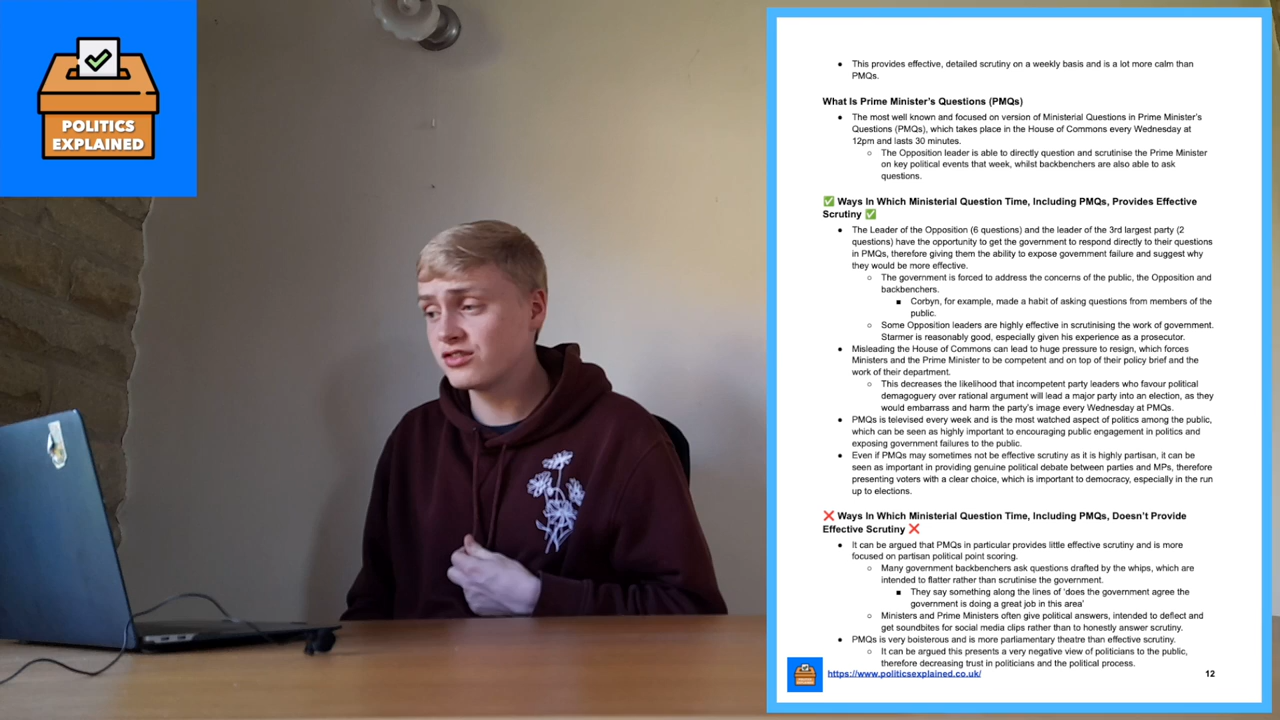 POLITICS
EXPLAINED
● This provides effective, detailed scrutiny on a weekly basis and is a lot more calm than
PMQs.
What Is Prime Minister's Questions (PMQs)
● The most well known and focused on version of Ministerial Questions in Prime Minister's
Questions (PMQs), which takes place in the House of Commons every Wednesday at
12pm and lasts 30 minutes.
○ The Opposition leader is able to directly question and scrutinise the Prime Minister
on key political events that week, whilst backbenchers are also able to ask
questions.
✅ Ways In Which Ministerial Question Time, Including PMQs, Provides Effective
Scrutiny ✅
● The Leader of the Opposition (6 questions) and the leader of the 3rd largest party (2
questions) have the opportunity to get the government to respond directly to their questions
in PMQs, therefore giving them the ability to expose government failure and suggest why
they would be more effective.
○ The government is forced to address the concerns of the public, the Opposition and
backbenchers.
■ Corbyn, for example, made a habit of asking questions from members of the
public.
○ Some Opposition leaders are highly effective in scrutinising the work of government.
Starmer is reasonably good, especially given his experience as a prosecutor.
● Misleading the House of Commons can lead to huge pressure to resign, which forces
Ministers and the Prime Minister to be competent and on top of their policy brief and the
work of their department.
○ This decreases the likelihood that incompetent party leaders who favour political
demagoguery over rational argument will lead a major party into an election, as they
would embarrass and harm the party's image every Wednesday at PMQs.
● PMQs is televised every week and is the most watched aspect of politics among the public,
which can be seen as highly important to encouraging public engagement in politics and
exposing government failures to the public.
● Even if PMQs may sometimes not be effective scrutiny as it is highly partisan, it can be
seen as important in providing genuine political debate between parties and MPs, therefore
presenting voters with a clear choice, which is important to democracy, especially in the run
up to elections.
❌ Ways In Which Ministerial Question Time, Including PMQs, Doesn't Provide
Effective Scrutiny ❌
● It can be argued that PMQs in particular provides little effective scrutiny and is more
focused on partisan political point scoring.
○ Many government backbenchers ask questions drafted by the whips, which are
intended to flatter rather than scrutinise the government.
■ They say something along the lines of 'does the government agree the
government is doing a great job in this area'
○ Ministers and Prime Ministers often give political answers, intended to deflect and
get soundbites for social media clips rather than to honestly answer scrutiny.
● PMQs is very boisterous and is more parliamentary theatre than effective scrutiny.
○ It can be argued this presents a very negative view of politicians to the public,
therefore decreasing trust in politicians and the political process.
https://www.politicsexplained.co.uk/ 12